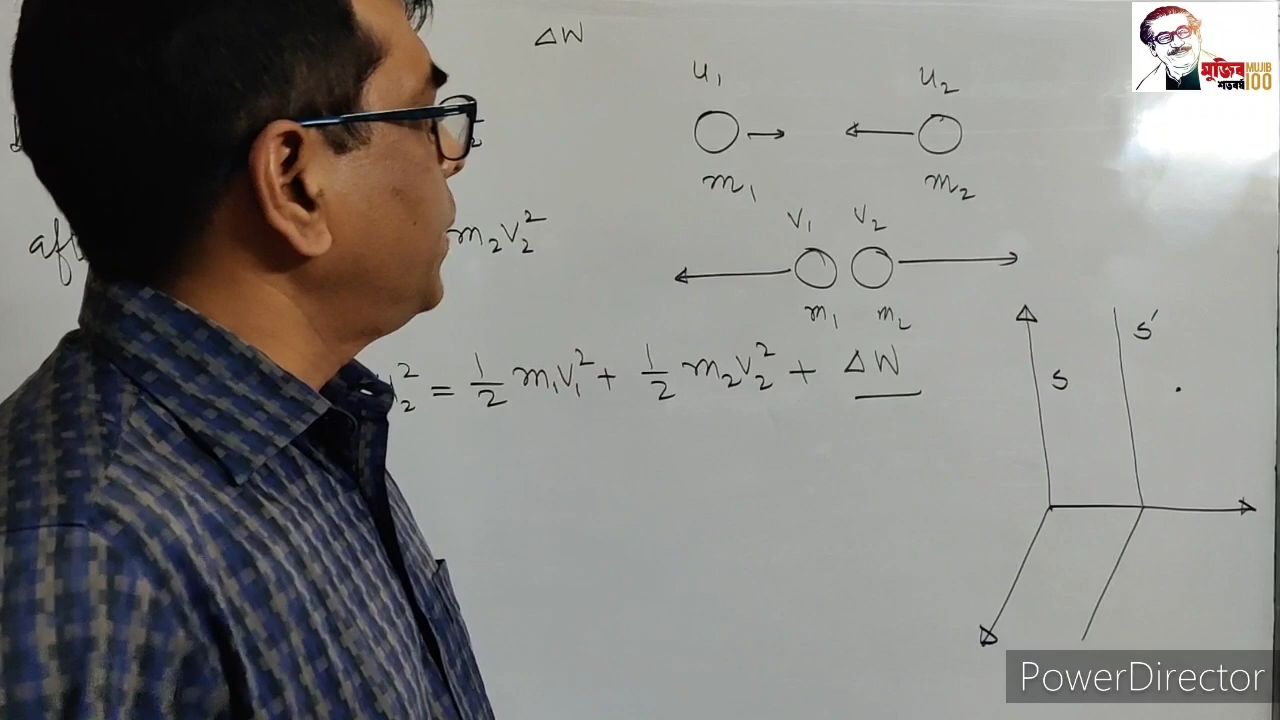 ΔW
u₁ u₂
m₁ m₂
v₁ v₂
m₂v₂²
m₁ m₂
₂² = 1/2 m₁v₁² + 1/2 m₂v₂² + ΔW
S S′
মুজিব MUJIB
শতবর্ষ 100
PowerDirector